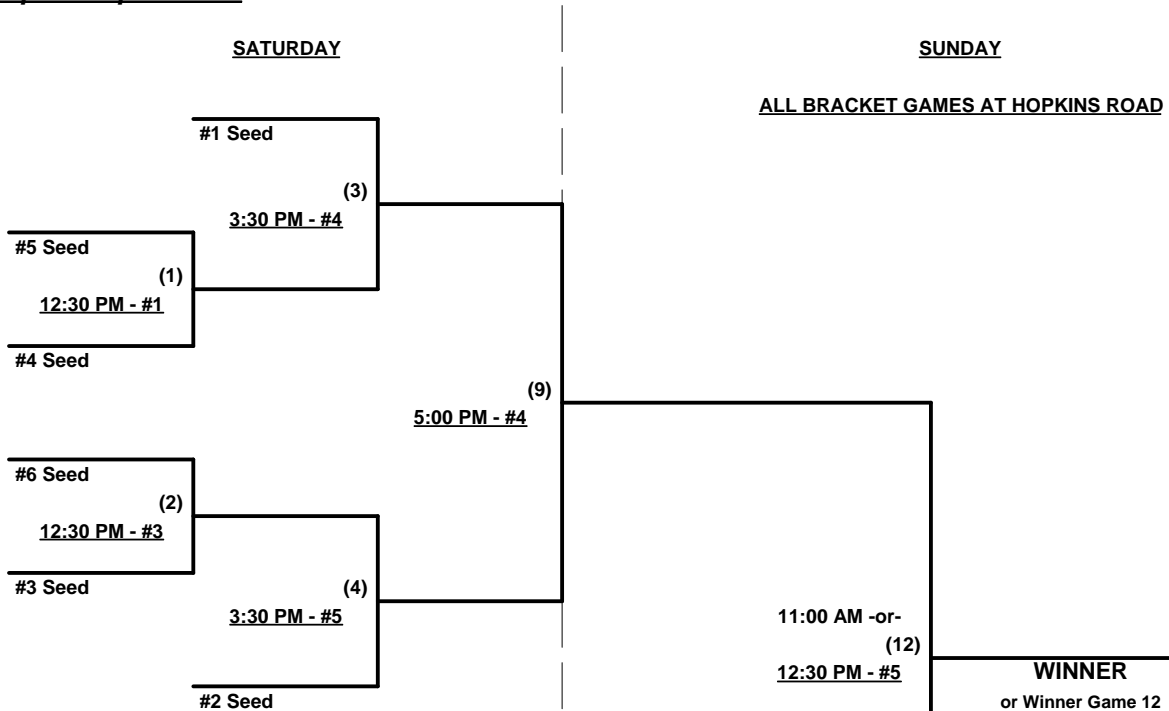 SATURDAY
SUNDAY
ALL BRACKET GAMES AT HOPKINS ROAD
#1 Seed
(3)
3:30 PM - #4
#5 Seed
(1)
12:30 PM - #1
#4 Seed
(9)
5:00 PM - #4
#6 Seed
(2)
12:30 PM - #3
#3 Seed
(4)
3:30 PM - #5
11:00 AM -or-
(12)
12:30 PM - #5
WINNER
#2 Seed
or Winner Game 12